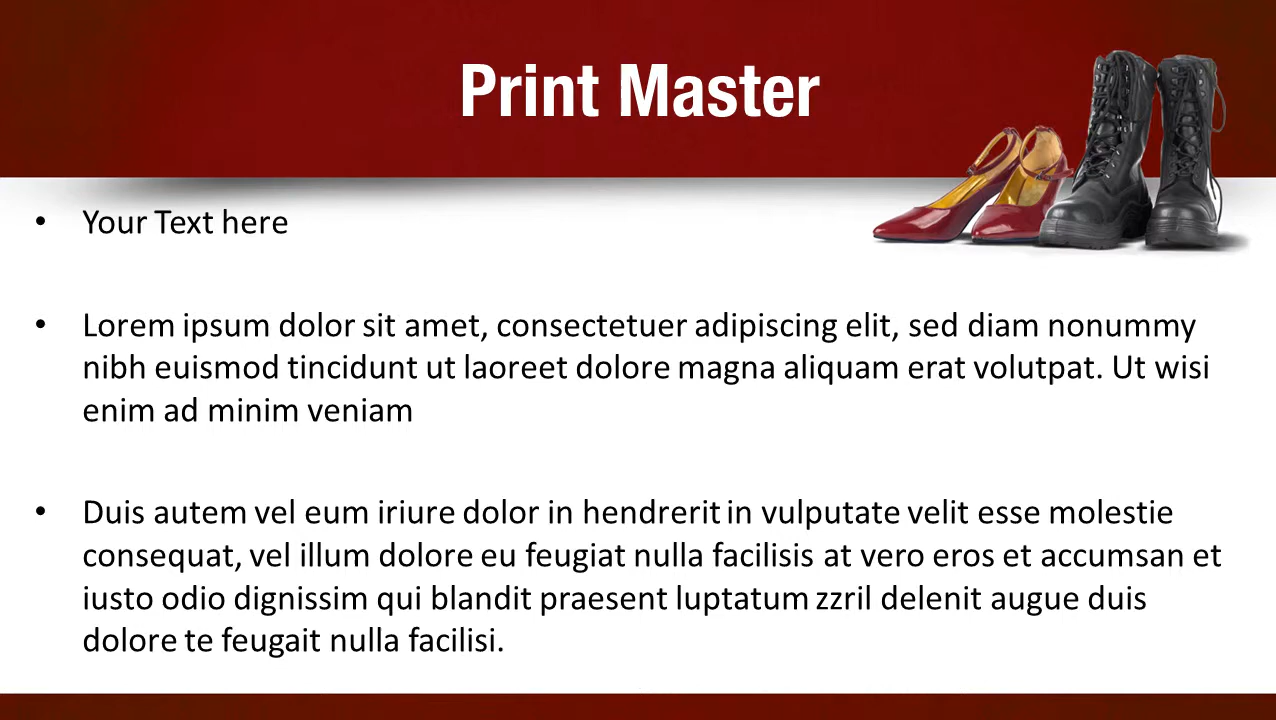 Print Master
• Your Text here
• Lorem ipsum dolor sit amet, consectetuer adipiscing elit, sed diam nonummy
nibh euismod tincidunt ut laoreet dolore magna aliquam erat volutpat. Ut wisi
enim ad minim veniam
• Duis autem vel eum iriure dolor in hendrerit in vulputate velit esse molestie
consequat, vel illum dolore eu feugiat nulla facilisis at vero eros et accumsan et
iusto odio dignissim qui blandit praesent luptatum zzril delenit augue duis
dolore te feugait nulla facilisi.